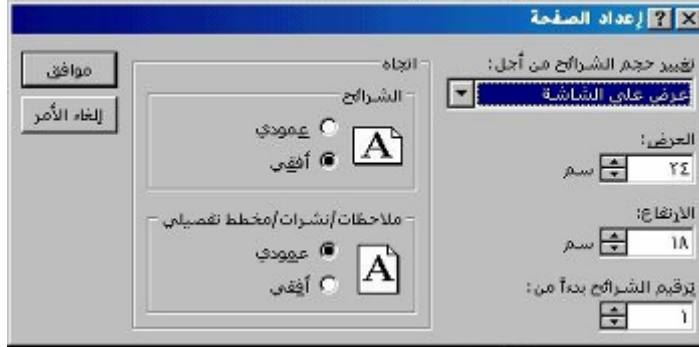 إعداد الصفحة
تغيير حجم الشرائح من أجل:
عرض على الشاشة
العرض:
٢٤ سم
الارتفاع:
١٨ سم
ترقيم الشرائح بدءاً من:
١
اتجاه
الشرائح
عمودي
أفقي
A
ملاحظات/نشرات/مخطط تفصيلي
عمودي
أفقي
A
موافق
إلغاء الأمر